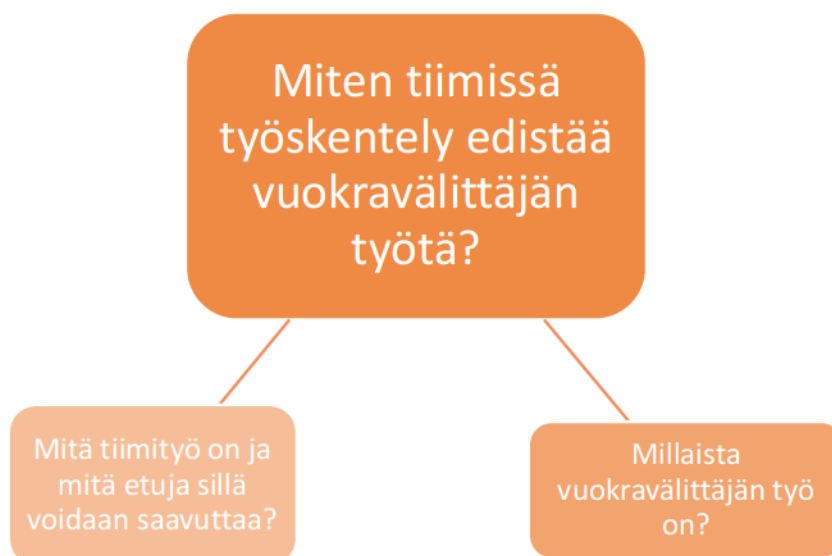 Miten tiimissä
työskentely edistää
vuokravälittäjän
työtä?
Mitä tiimityö on ja
mitä etuja sillä
voidaan saavuttaa?
Millaista
vuokravälittäjän työ
on?